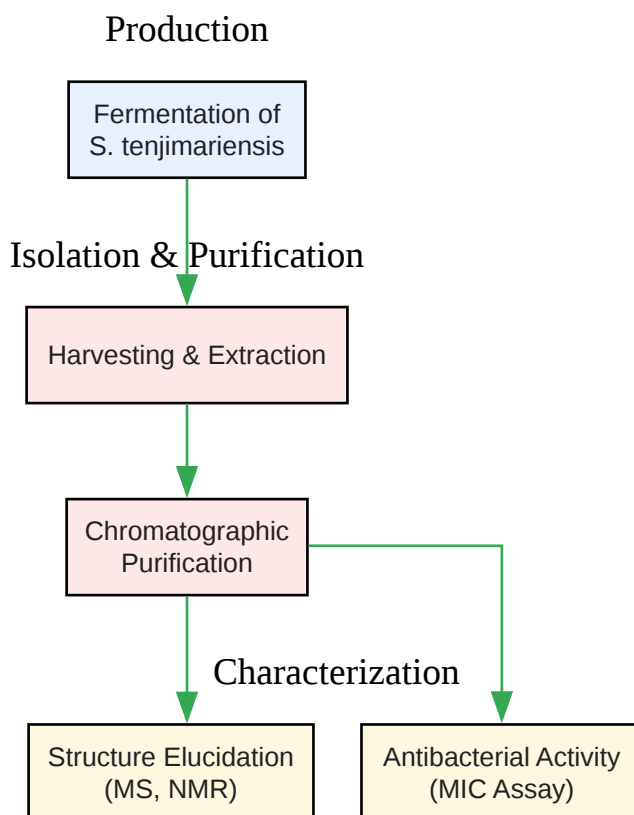 Production
Fermentation of
S. tenjimariensis
Isolation & Purification
Harvesting & Extraction
Chromatographic
Purification
Characterization
Structure Elucidation
(MS, NMR)
Antibacterial Activity
(MIC Assay)